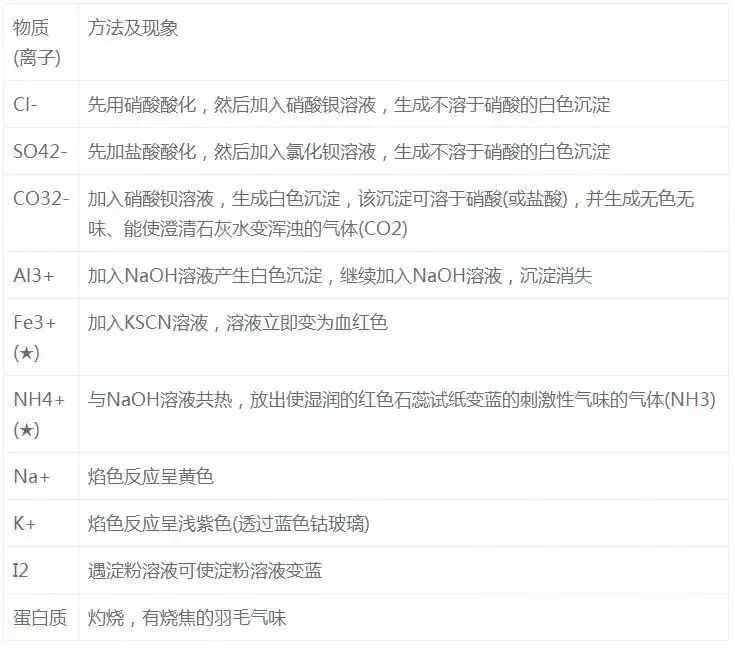 物质 方法及现象
(离子)
Cl- 先用硝酸酸化，然后加入硝酸银溶液，生成不溶于硝酸的白色沉淀
SO42- 先加盐酸酸化，然后加入氯化钡溶液，生成不溶于硝酸的白色沉淀
CO32- 加入硝酸钡溶液，生成白色沉淀，该沉淀可溶于硝酸(或盐酸)，并生成无色无
味、能使澄清石灰水变浑浊的气体(CO2)
Al3+ 加入NaOH溶液产生白色沉淀，继续加入NaOH溶液，沉淀消失
Fe3+ 加入KSCN溶液，溶液立即变为血红色
(★)
NH4+ 与NaOH溶液共热，放出使湿润的红色石蕊试纸变蓝的刺激性气味的气体(NH3)
(★)
Na+ 焰色反应呈黄色
K+ 焰色反应呈浅紫色(透过蓝色钴玻璃)
I2 遇淀粉溶液可使淀粉溶液变蓝
蛋白质 灼烧，有烧焦的羽毛气味